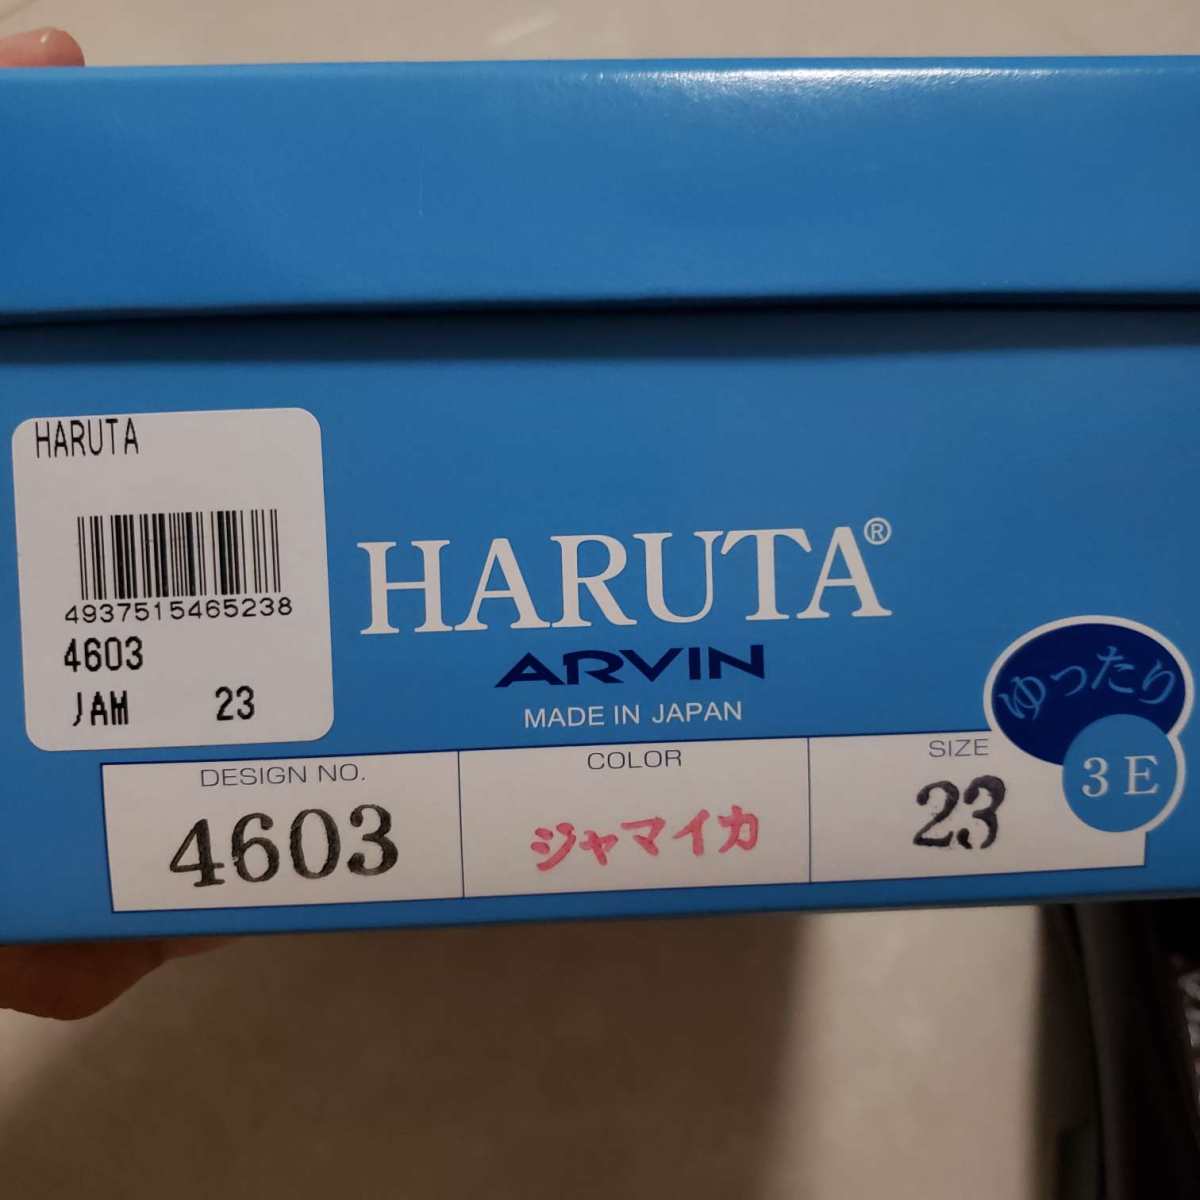 HARUTA
4937515465238
4603
JAM 23
HARUTA®
ARVIN
MADE IN JAPAN
ゆったり
3E
DESIGN NO. COLOR SIZE
4603 ジャマイカ 23